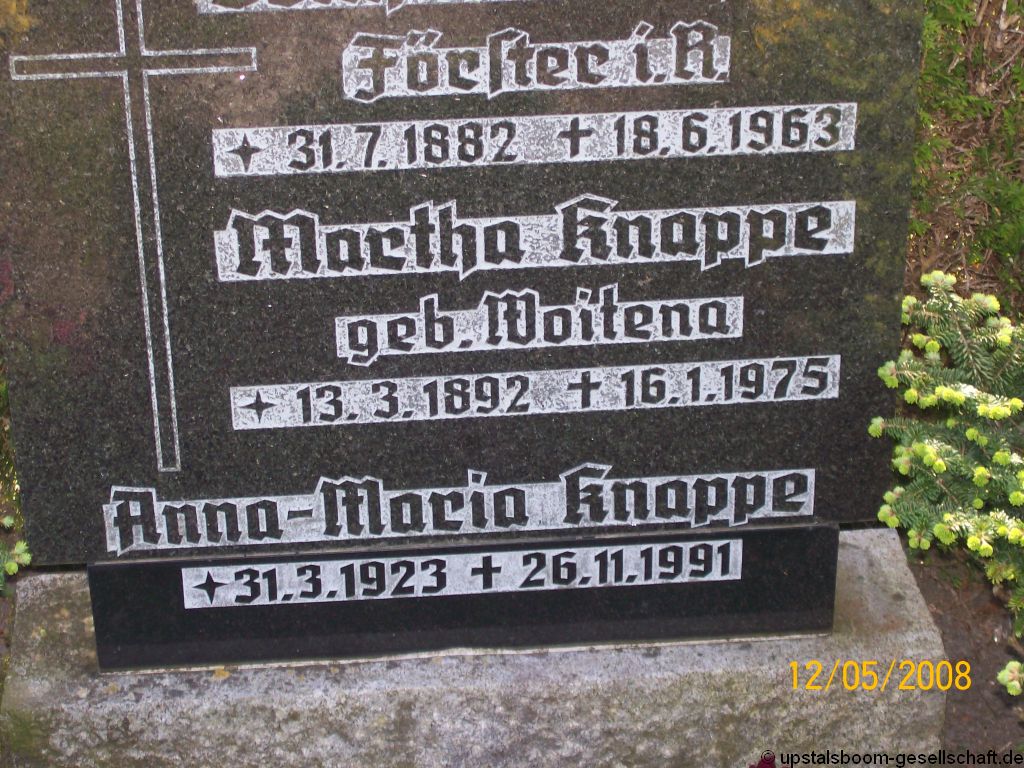 Förster i.R.
31.7.1882 † 18.6.1963
Martha Knappe
geb. Woitena
13.3.1892 † 16.1.1975
Anna-Maria Knappe
31.3.1923 † 26.11.1991
12/05/2008
© upstalsboom-gesellschaft.de